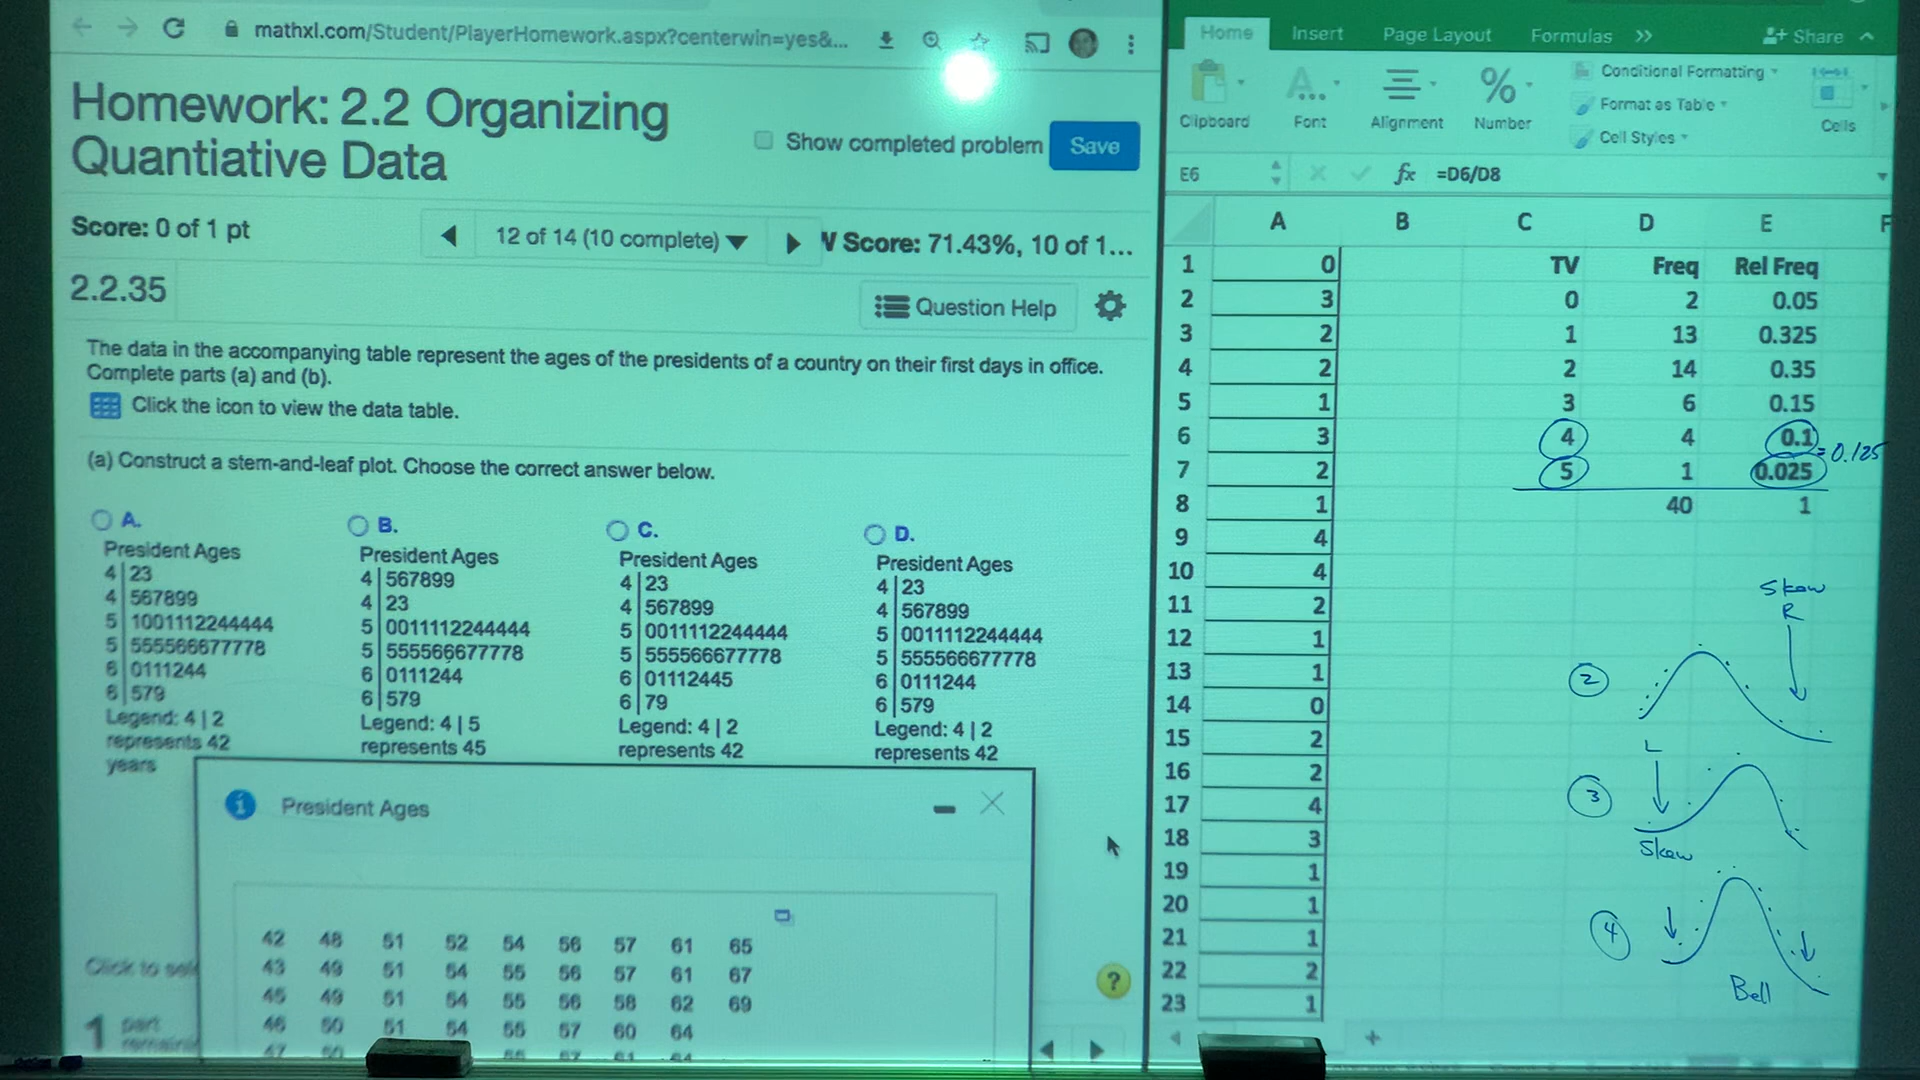 mathxl.com/Student/PlayerHomework.aspx?centerwin=yes&...
Homework: 2.2 Organizing
Quantiative Data
Show completed problem
Save
Score: 0 of 1 pt
12 of 14 (10 complete)
Score: 71.43%, 10 of 1...
2.2.35
Question Help
The data in the accompanying table represent the ages of the presidents of a country on their first days in office.
Complete parts (a) and (b).
Click the icon to view the data table.
(a) Construct a stem-and-leaf plot. Choose the correct answer below.
A.
President Ages
4 | 23
4 | 567899
5 | 1001112244444
5 | 555566677778
6 | 0111244
6 | 579
Legend: 4 | 2
represents 42
years
B.
President Ages
4 | 567899
4 | 23
5 | 0011112244444
5 | 555566677778
6 | 0111244
6 | 579
Legend: 4 | 5
represents 45
C.
President Ages
4 | 23
4 | 567899
5 | 0011112244444
5 | 555566677778
6 | 01112445
6 | 79
Legend: 4 | 2
represents 42
D.
President Ages
4 | 23
4 | 567899
5 | 0011112244444
5 | 555566677778
6 | 0111244
6 | 579
Legend: 4 | 2
represents 42
President Ages
42 48 51 52 54 56 57 61 65
43 49 51 54 55 56 57 61 67
45 49 51 54 55 56 58 62 69
46 50 51 54 55 57 60 64
Click to sel
1 part
?
Home Insert Page Layout Formulas >> Share
Clipboard
Font
Alignment
%
Number
Conditional Formatting
Format as Table
Cell Styles
Cells
E6 fx =D6/D8
A B C D E F
1 0 TV Freq Rel Freq
2 3 0 2 0.05
3 2 1 13 0.325
4 2 2 14 0.35
5 1 3 6 0.15
6 3 4 4 0.1
= 0.125
7 2 5 1 0.025
8 1 40 1
9 4
10 4
11 2
12 1
13 1
14 0
15 2
16 2
17 4
18 3
19 1
20 1
21 1
22 2
23 1
Skew
R
2
L
3
Skew
4
Bell